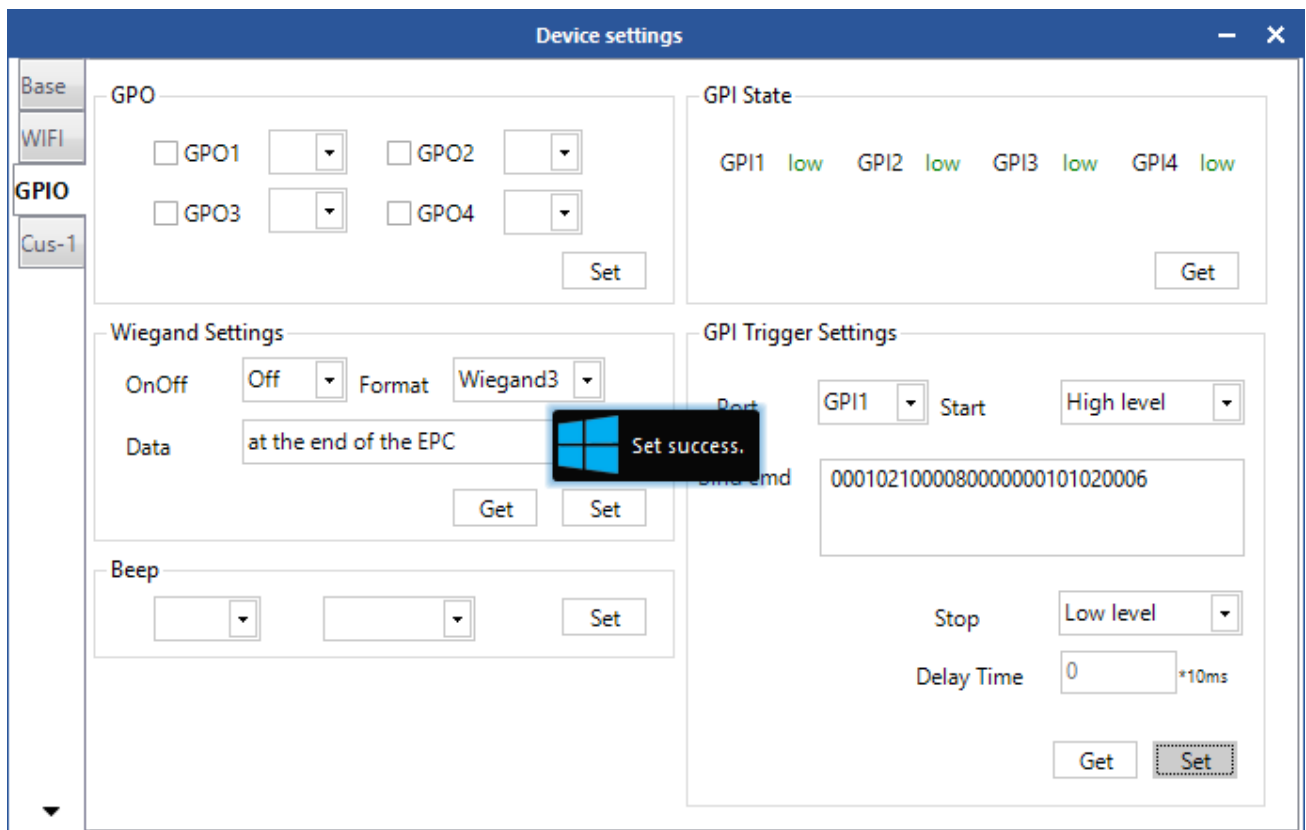 Device settings
Base
WIFI
GPIO
Cus-1
GPO
GPO1
GPO2
GPO3
GPO4
Set
GPI State
GPI1 low GPI2 low GPI3 low GPI4 low
Get
Wiegand Settings
OnOff Off Format Wiegand3
Data at the end of the EPC
Get Set
Set success.
Beep
Set
GPI Trigger Settings
Port GPI1 Start High level
cmd 0001021000080000000101020006
Stop Low level
Delay Time 0 *10ms
Get Set